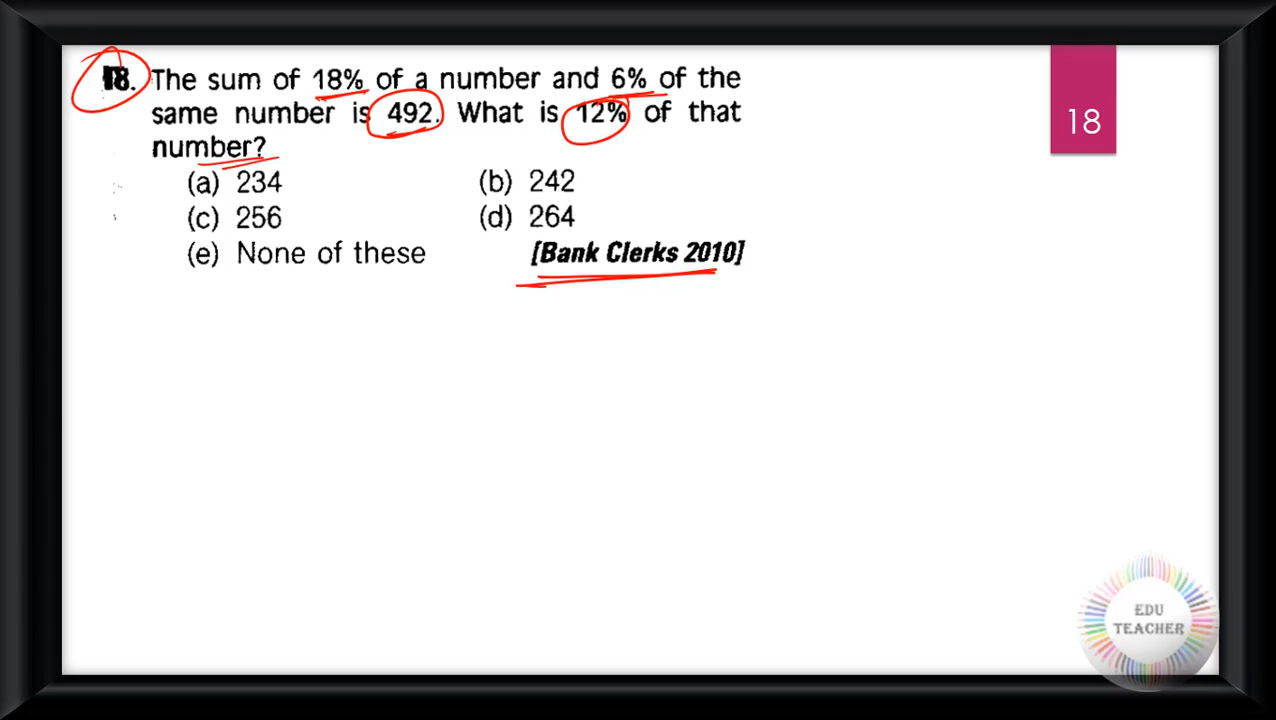 18. The sum of 18% of a number and 6% of the
same number is 492. What is 12% of that
number?
(a) 234 (b) 242
(c) 256 (d) 264
(e) None of these [Bank Clerks 2010]
18
EDU
TEACHER